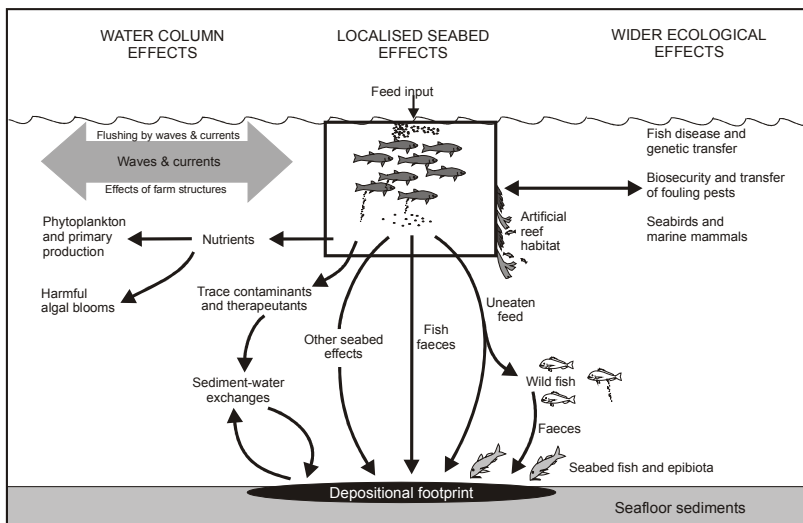 WATER COLUMN
EFFECTS
LOCALISED SEABED
EFFECTS
WIDER ECOLOGICAL
EFFECTS
Feed input
Flushing by waves & currents
Waves & currents
Effects of farm structures
Fish disease and
genetic transfer
Biosecurity and transfer
of fouling pests
Seabirds and
marine mammals
Artificial
reef
habitat
Phytoplankton
and primary
production
Nutrients
Harmful
algal blooms
Trace contaminants
and therapeutants
Uneaten
feed
Other seabed
effects
Fish
faeces
Sediment-water
exchanges
Wild fish
Faeces
Seabed fish and epibiota
Depositional footprint
Seafloor sediments